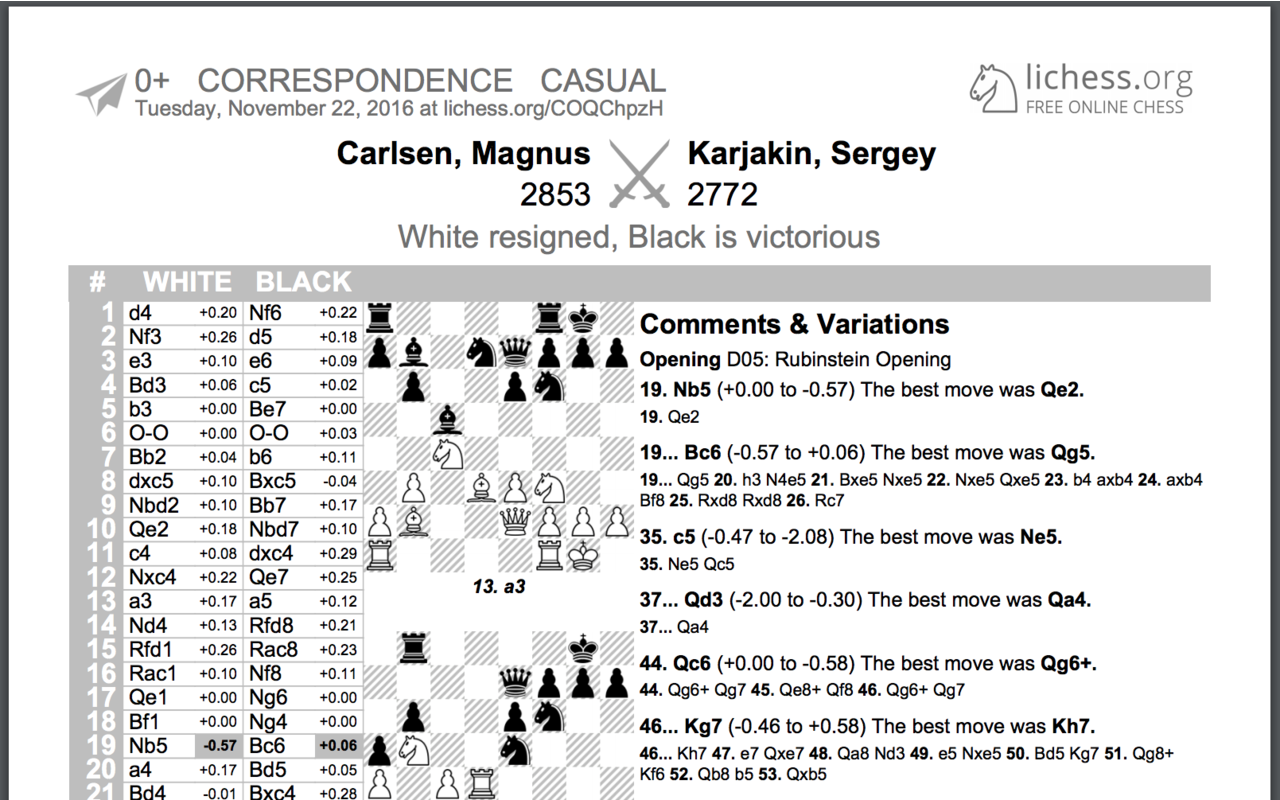 0+ CORRESPONDENCE CASUAL
Tuesday, November 22, 2016 at lichess.org/COQChpzH
lichess.org
FREE ONLINE CHESS
Carlsen, Magnus
2853
Karjakin, Sergey
2772
White resigned, Black is victorious
# WHITE BLACK
1 d4 +0.20 Nf6 +0.22
2 Nf3 +0.26 d5 +0.18
3 e3 +0.10 e6 +0.09
4 Bd3 +0.06 c5 +0.02
5 b3 +0.00 Be7 +0.00
6 O-O +0.00 O-O +0.03
7 Bb2 +0.04 b6 +0.11
8 dxc5 +0.10 Bxc5 -0.04
9 Nbd2 +0.10 Bb7 +0.17
10 Qe2 +0.18 Nbd7 +0.10
11 c4 +0.08 dxc4 +0.29
12 Nxc4 +0.22 Qe7 +0.25
13 a3 +0.17 a5 +0.12
14 Nd4 +0.13 Rfd8 +0.21
15 Rfd1 +0.26 Rac8 +0.23
16 Rac1 +0.10 Nf8 +0.11
17 Qe1 +0.00 Ng6 +0.00
18 Bf1 +0.00 Ng4 +0.00
19 Nb5 -0.57 Bc6 +0.06
20 a4 +0.17 Bd5 +0.05
21 Bd4 -0.01 Bxc4 +0.28
13. a3
Comments & Variations
Opening D05: Rubinstein Opening
19. Nb5 (+0.00 to -0.57) The best move was Qe2.
19. Qe2
19... Bc6 (-0.57 to +0.06) The best move was Qg5.
19... Qg5 20. h3 N4e5 21. Bxe5 Nxe5 22. Nxe5 Qxe5 23. b4 axb4 24. axb4
Bf8 25. Rxd8 Rxd8 26. Rc7
35. c5 (-0.47 to -2.08) The best move was Ne5.
35. Ne5 Qc5
37... Qd3 (-2.00 to -0.30) The best move was Qa4.
37... Qa4
44. Qc6 (+0.00 to -0.58) The best move was Qg6+.
44. Qg6+ Qg7 45. Qe8+ Qf8 46. Qg6+ Qg7
46... Kg7 (-0.46 to +0.58) The best move was Kh7.
46... Kh7 47. e7 Qxe7 48. Qa8 Nd3 49. e5 Nxe5 50. Bd5 Kg7 51. Qg8+
Kf6 52. Qb8 b5 53. Qxb5